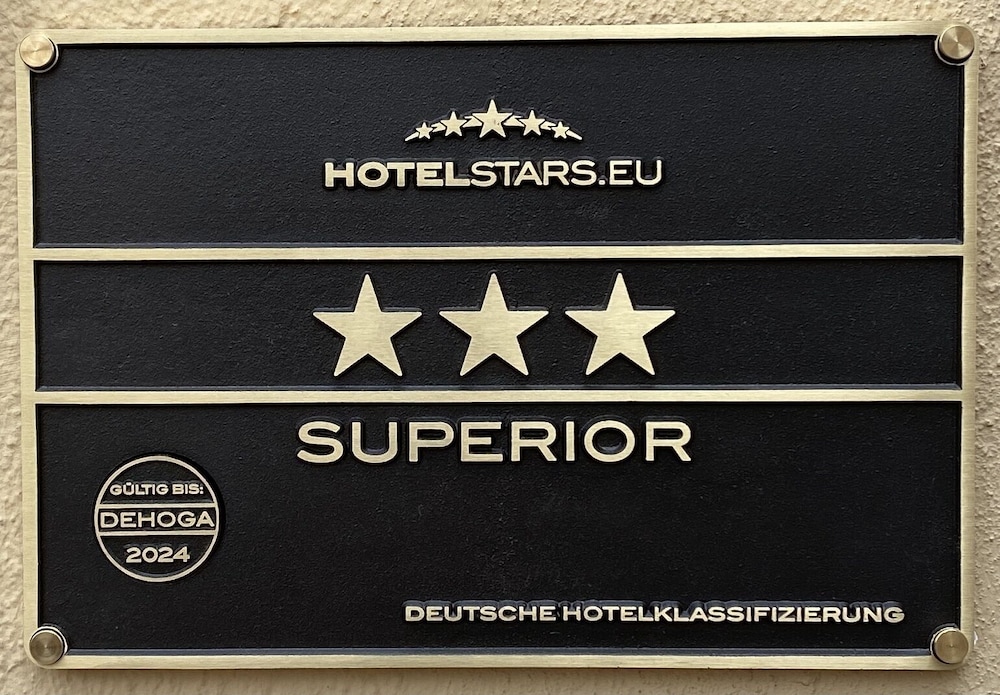 HOTELSTARS.EU
SUPERIOR
GÜLTIG BIS:
DEHOGA
2024
DEUTSCHE HOTELKLASSIFIZIERUNG